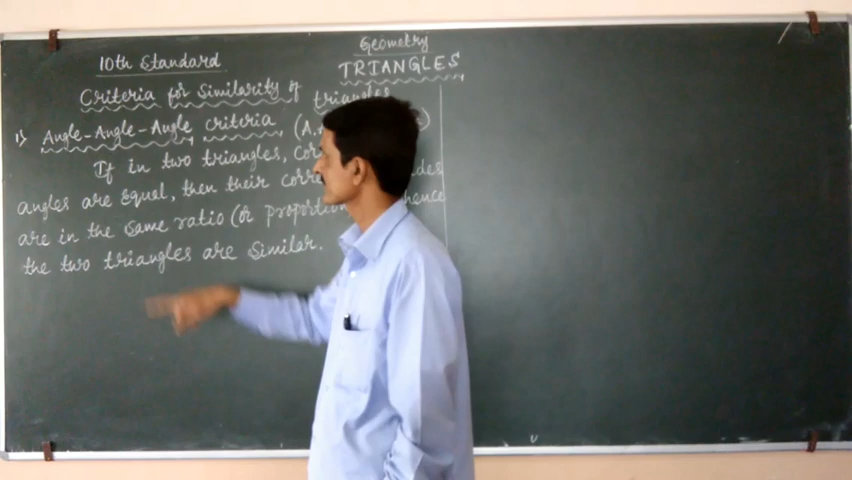 Geometry
10th Standard TRIANGLES
Criteria for Similarity of triangles
1) Angle-Angle-Angle Criteria (A.
If in two triangles,
angles are Equal, then their
are in the Same ratio (or hence
the two triangles are Similar.